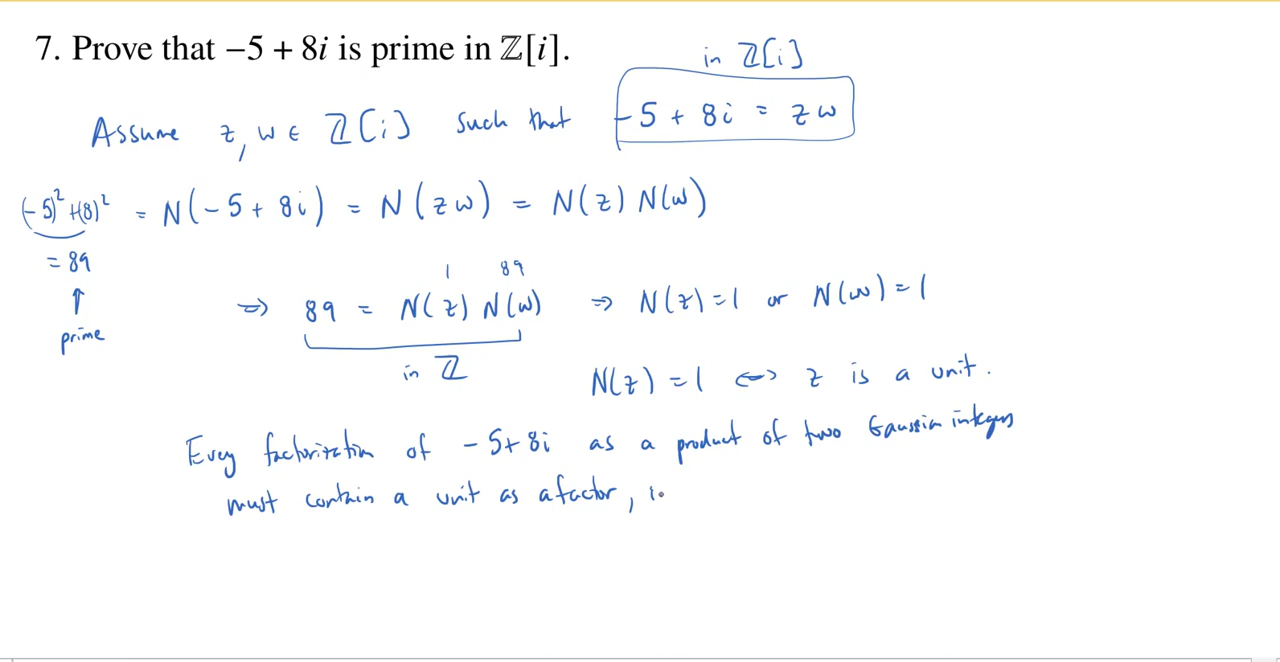 7. Prove that −5 + 8i is prime in ℤ[i].
in ℤ[i]
Assume z, w ∈ ℤ[i] such that -5 + 8i = zw
(-5)² + (8)² = N(-5 + 8i) = N(zw) = N(z) N(w)
= 89
↑
prime
1 89
⇒ 89 = N(z) N(w) ⇒ N(z) = 1 or N(w) = 1
in ℤ
N(z) = 1 ⟺ z is a unit.
Every factorization of -5+8i as a product of two Gaussian integers
must contain a unit as a factor,